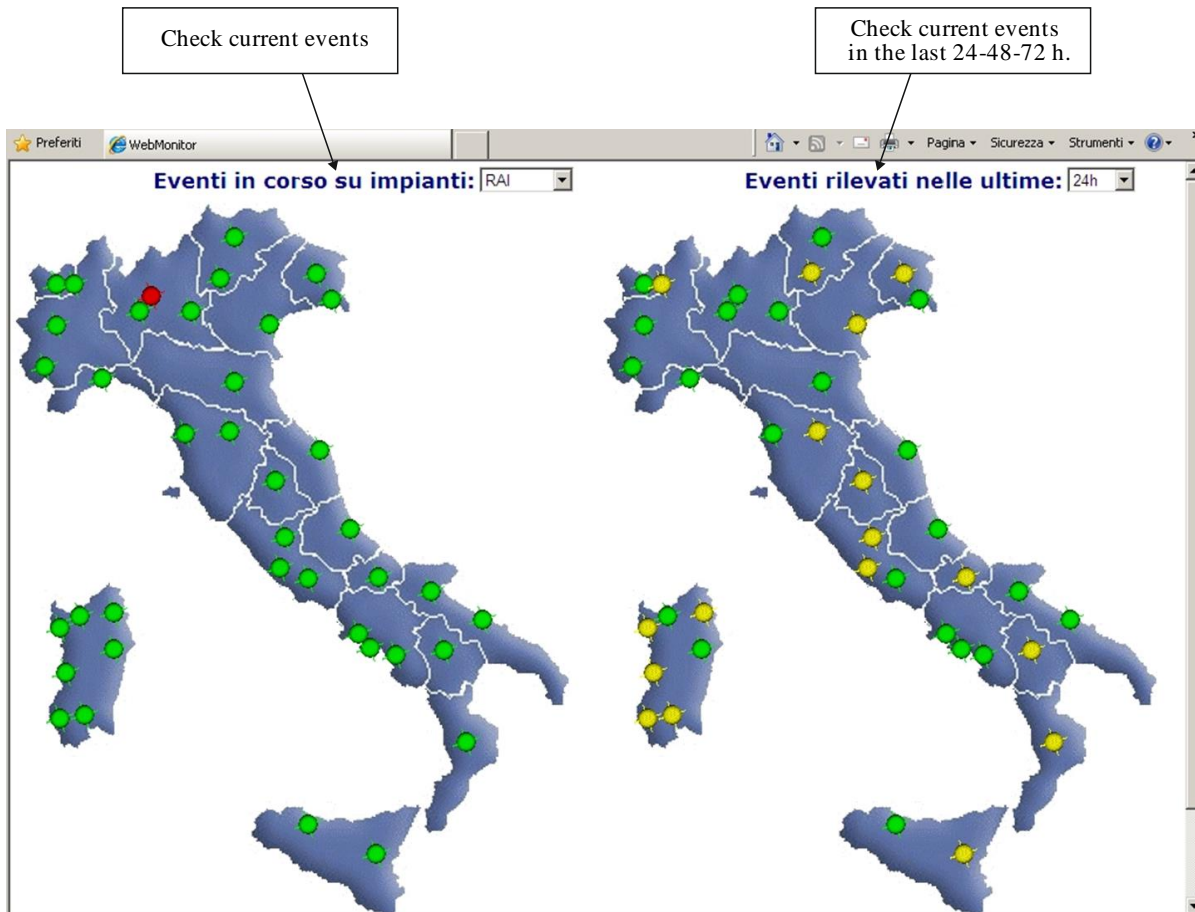 Check current events
Check current events
in the last 24-48-72 h.
Preferiti
WebMonitor
Pagina
Sicurezza
Strumenti
Eventi in corso su impianti: RAI
Eventi rilevati nelle ultime: 24h